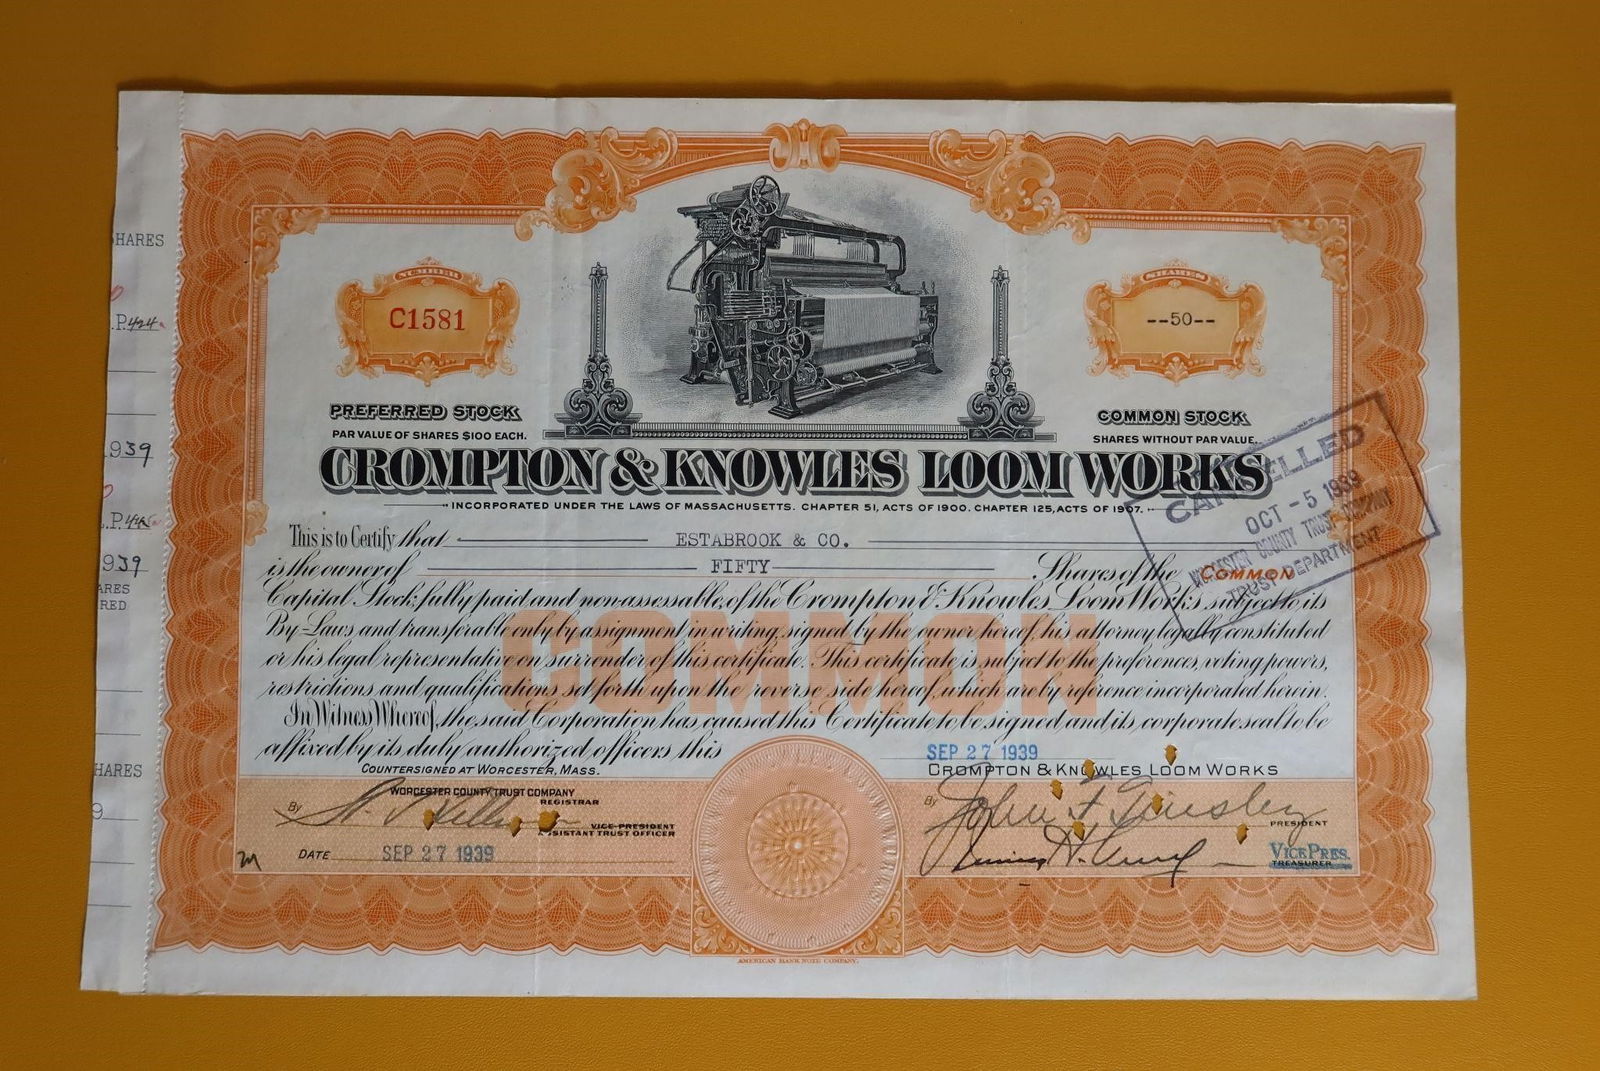 SHARES
NUMBER
C1581
SHARES
--50--
P.424
PREFERRED STOCK
PAR VALUE OF SHARES $100 EACH.
COMMON STOCK
SHARES WITHOUT PAR VALUE.
1939
CROMPTON & KNOWLES LOOM WORKS
INCORPORATED UNDER THE LAWS OF MASSACHUSETTS. CHAPTER 51, ACTS OF 1900. CHAPTER 125, ACTS OF 1907.
CANCELLED
OCT -5 1939
WORCESTER COUNTY TRUST COMPANY
TRUST DEPARTMENT
This is to Certify that ESTABROOK & CO.
is the owner of FIFTY Shares of the COMMON
Capital Stock, fully paid and non-assessable, of the Crompton & Knowles Loom Works, subject to its
By-Laws and transferable only by assignment in writing, signed by the owner hereof, his attorney legally constituted
or his legal representative on surrender of this certificate. This certificate is subject to the preferences, voting powers,
restrictions, and qualifications set forth upon the reverse side hereof, which are by reference incorporated herein.
COMMON
In Witness Whereof, the said Corporation has caused this Certificate to be signed and its corporate seal to be
affixed by its duly authorized officers this SEP 27 1939
1939
ARES
RED
HARES
9
COUNTERSIGNED AT WORCESTER, MASS.
WORCESTER COUNTY TRUST COMPANY
REGISTRAR
By
VICE-PRESIDENT
ASSISTANT TRUST OFFICER
DATE SEP 27 1939
CROMPTON & KNOWLES LOOM WORKS
By John F. Tinsley
PRESIDENT
VICE PRES.
TREASURER
AMERICAN BANK NOTE COMPANY.